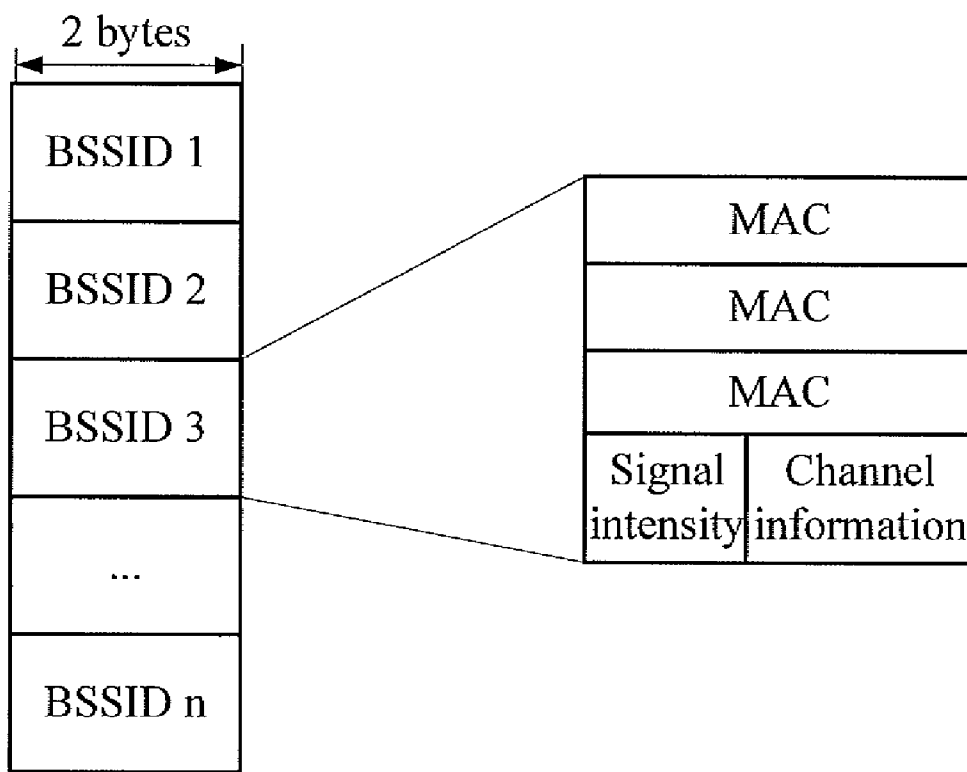 2 bytes
BSSID 1
BSSID 2
BSSID 3
...
BSSID n
MAC
MAC
MAC
Signal
intensity
Channel
information